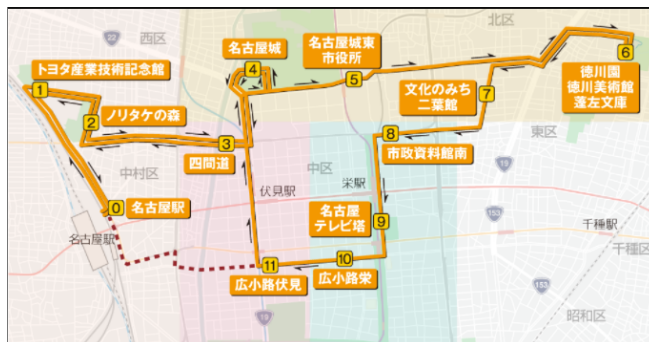 北区
西区
22
名古屋城
名古屋城東
市役所
6
トヨタ産業技術記念館
4
5
徳川園
徳川美術館
蓬左文庫
1
文化のみち
二葉館
7
ノリタケの森
2
8
東区
3
市政資料館南
四間道
中区
19
中村区
栄駅
伏見駅
0
名古屋駅
名古屋
テレビ塔
9
153
千種駅
名古屋駅
千種区
11
10
広小路伏見
広小路栄
153
19
昭和区